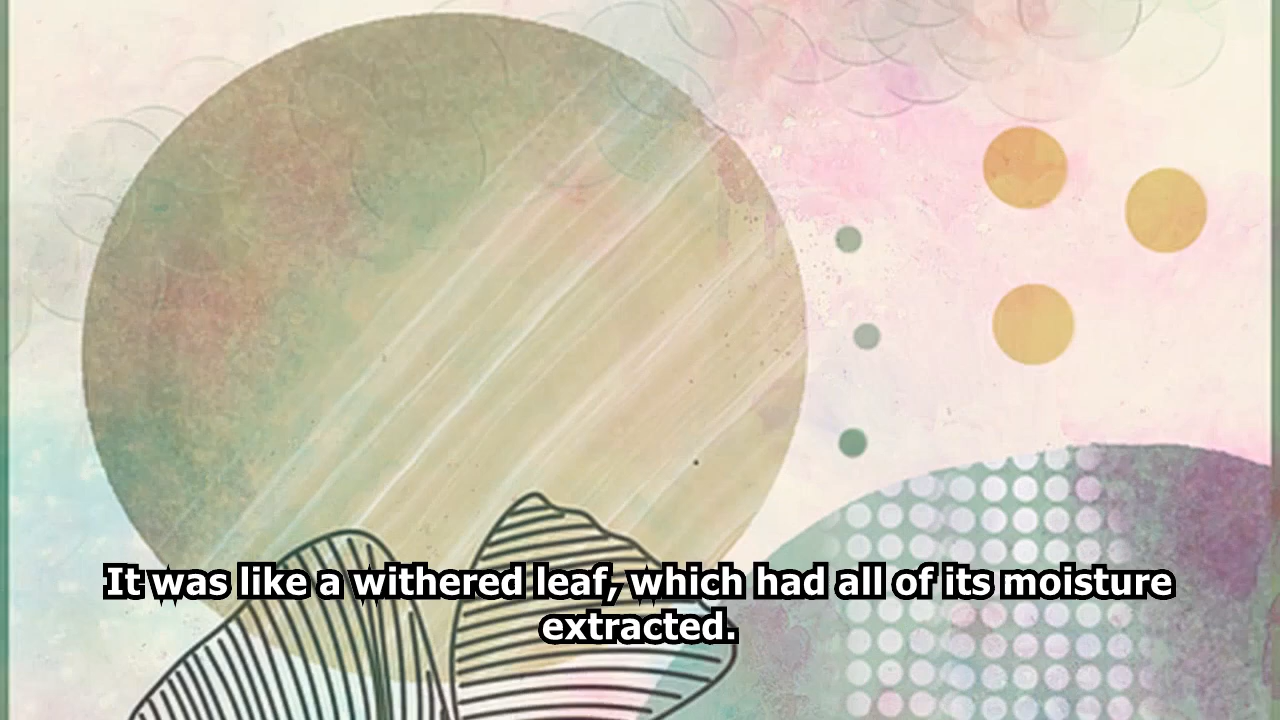 It was like a withered leaf, which had all of its moisture
extracted.